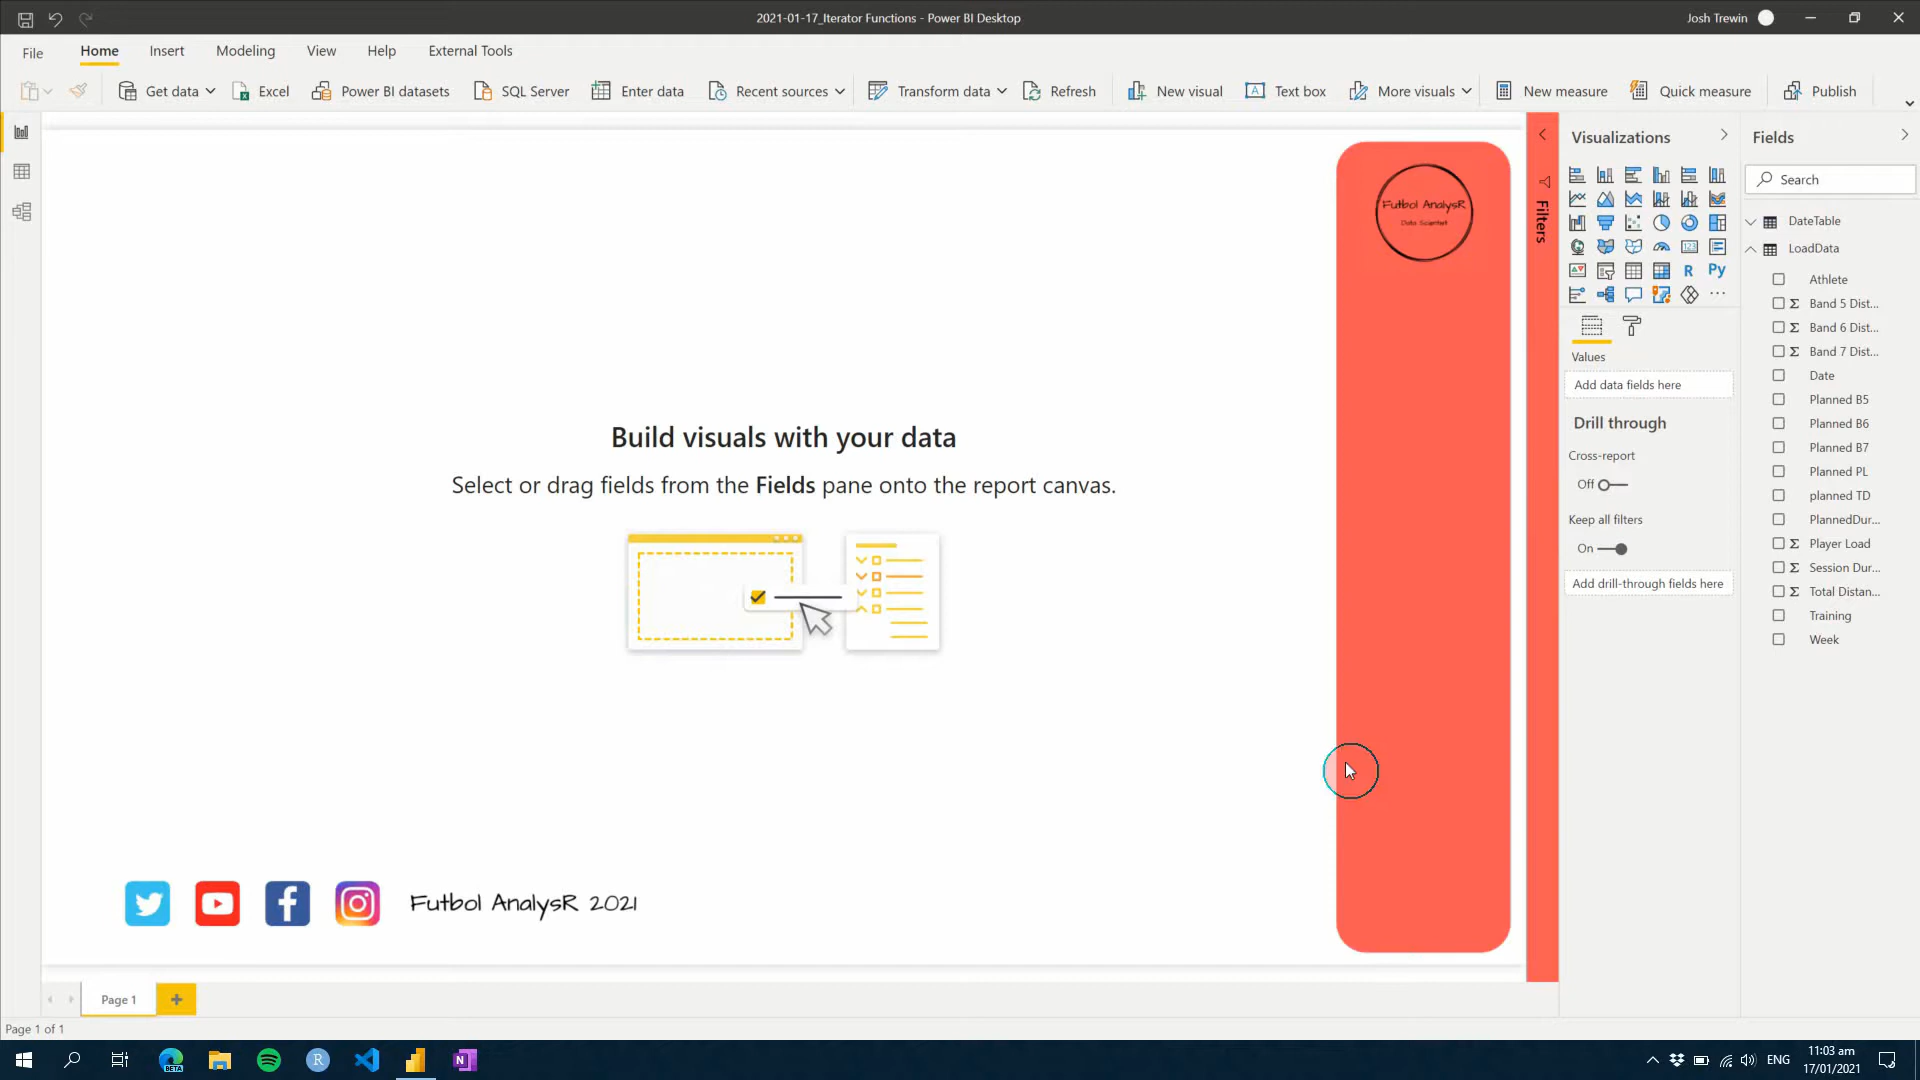 2021-01-17_Iterator Functions - Power BI Desktop
Josh Trewin
File
Home
Insert
Modeling
View
Help
External Tools
Get data
Excel
Power BI datasets
SQL Server
Enter data
Recent sources
Transform data
Refresh
New visual
Text box
More visuals
New measure
Quick measure
Publish
Futbol AnalysR
Data Scientist
Filters
Visualizations
R
Py
Values
Add data fields here
Drill through
Cross-report
Off
Keep all filters
On
Add drill-through fields here
Fields
Search
DateTable
LoadData
Athlete
Band 5 Dist...
Band 6 Dist...
Band 7 Dist...
Date
Planned B5
Planned B6
Planned B7
Planned PL
planned TD
PlannedDur...
Player Load
Session Dur...
Total Distan...
Training
Week
Build visuals with your data
Select or drag fields from the Fields pane onto the report canvas.
Futbol AnalysR 2021
Page 1
Page 1 of 1
ENG
11:03 am
17/01/2021